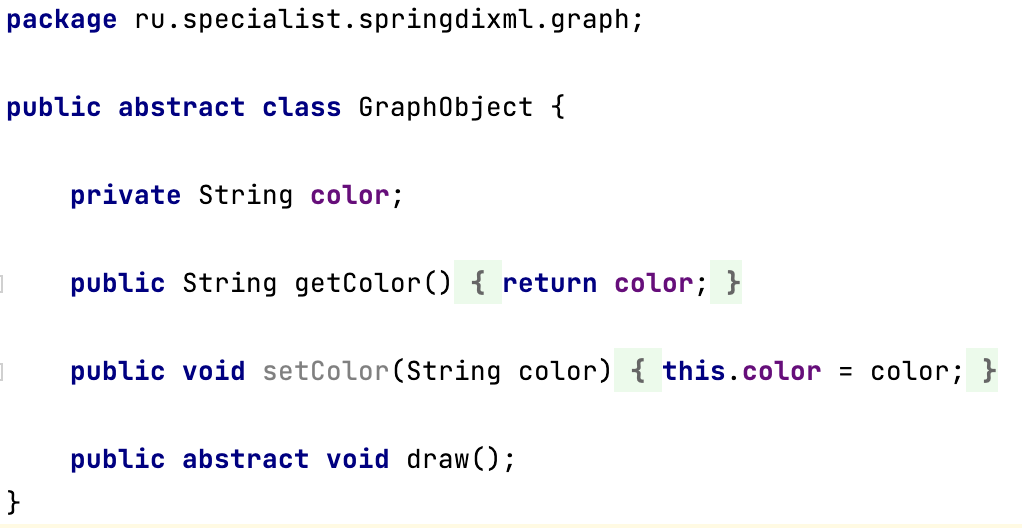 package ru.specialist.springdixml.graph;
public abstract class GraphObject {
private String color;
public String getColor() { return color; }
public void setColor(String color) { this.color = color; }
public abstract void draw();
}